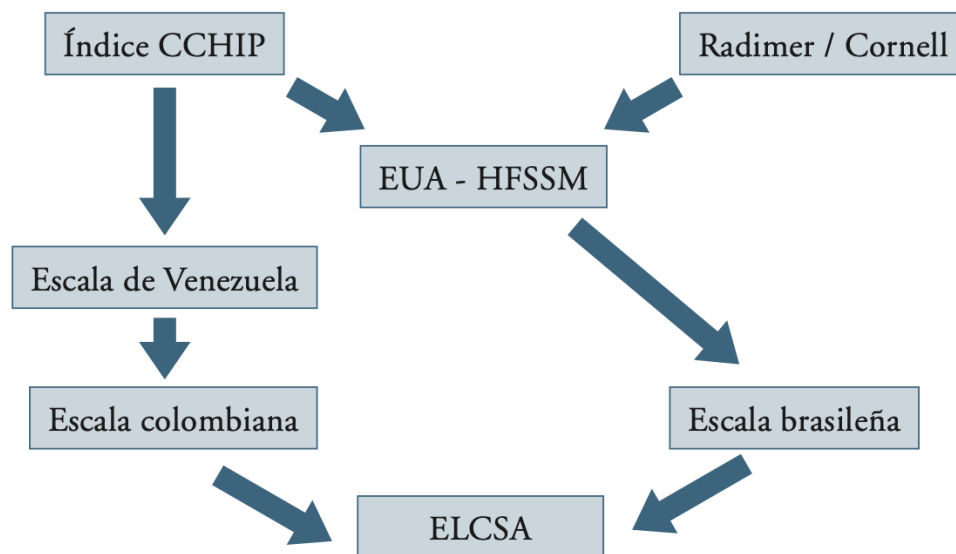 Índice CCHIP
Radimer / Cornell
EUA - HFSSM
Escala de Venezuela
Escala colombiana
Escala brasileña
ELCSA